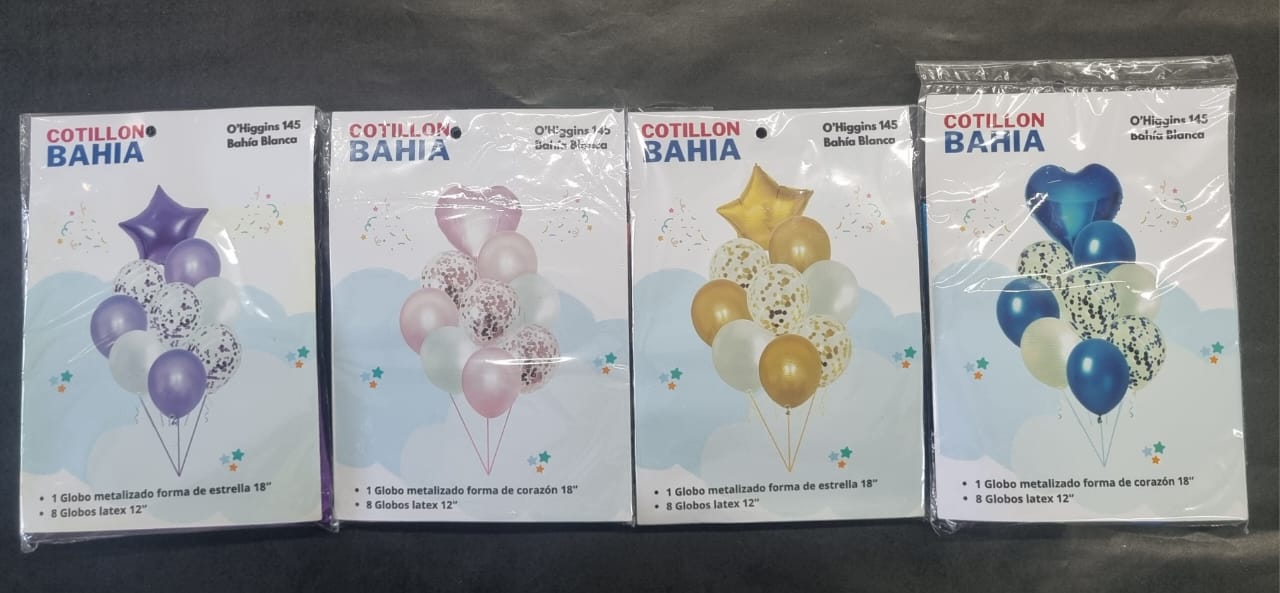 COTILLON
BAHIA
O'Higgins 145
Bahía Blanca
• 1 Globo metalizado forma de estrella 18"
• 8 Globos latex 12"
COTILLON
BAHIA
O'Higgins 145
Bahía Blanca
• 1 Globo metalizado forma de corazón 18"
• 8 Globos latex 12"
COTILLON
BAHIA
O'Higgins 145
Bahía Blanca
• 1 Globo metalizado forma de estrella 18"
• 8 Globos latex 12"
COTILLON
BAHIA
O'Higgins 145
Bahía Blanca
• 1 Globo metalizado forma de corazón 18"
• 8 Globos latex 12"